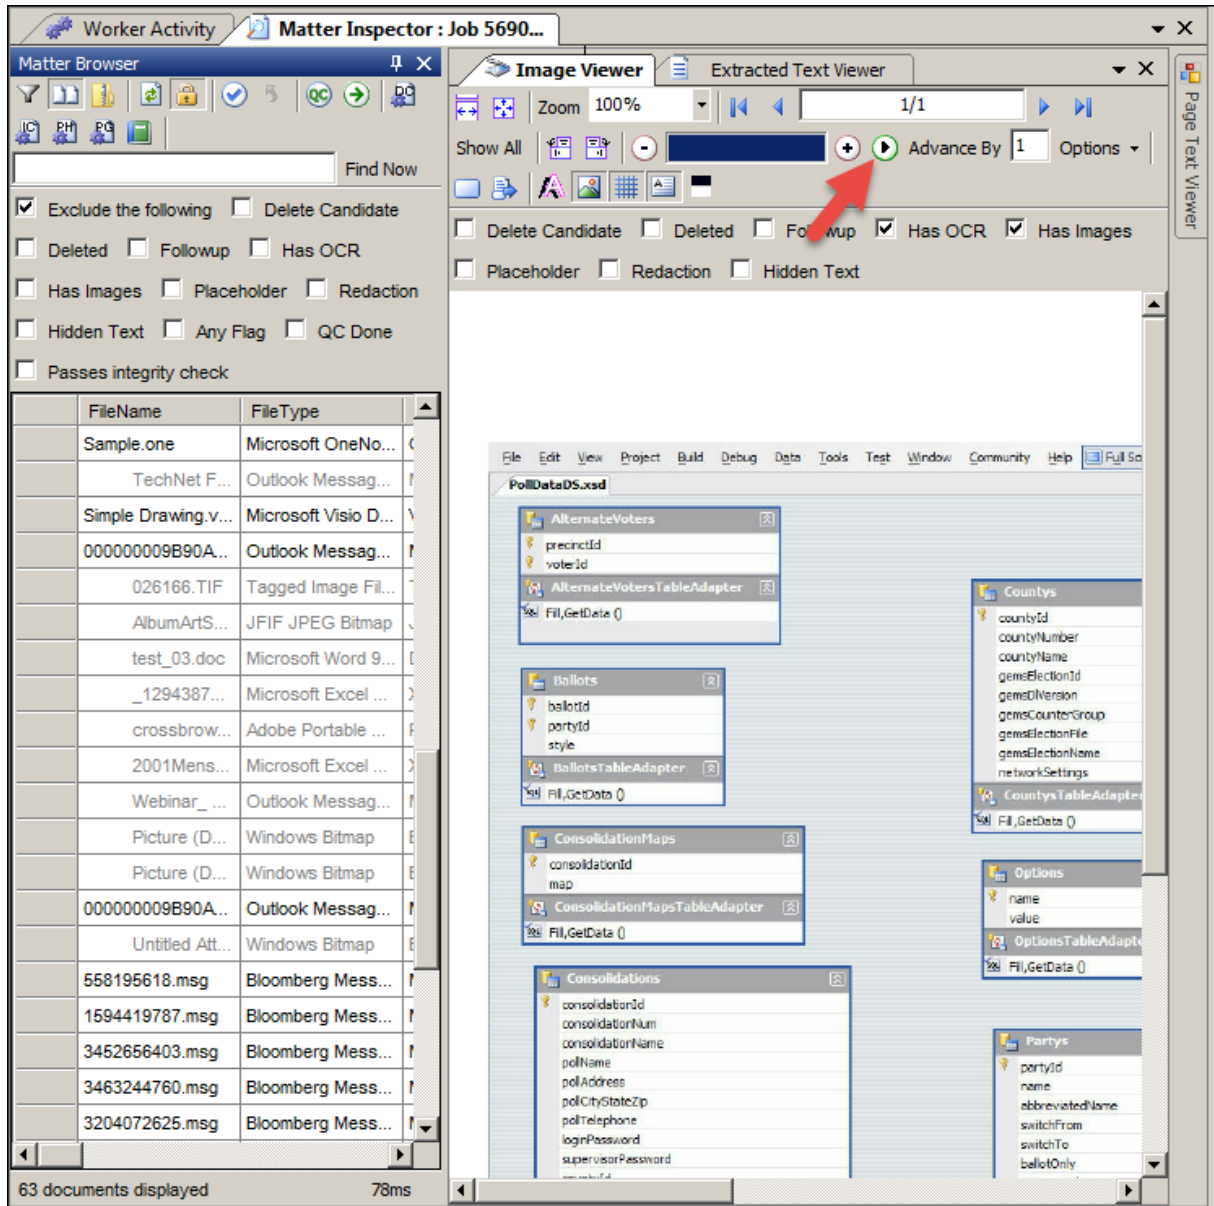 Worker Activity
Matter Inspector : Job 5690...
Matter Browser
QC
IC PH PG
Find Now
Exclude the following Delete Candidate
Deleted Followup Has OCR
Has Images Placeholder Redaction
Hidden Text Any Flag QC Done
Passes integrity check
FileName FileType
Sample.one Microsoft OneNo...
TechNet F... Outlook Messag...
Simple Drawing.v... Microsoft Visio D...
000000009B90A... Outlook Messag...
026166.TIF Tagged Image Fil...
AlbumArtS... JFIF JPEG Bitmap
test_03.doc Microsoft Word 9...
_1294387... Microsoft Excel ...
crossbrow... Adobe Portable ...
2001Mens... Microsoft Excel ...
Webinar_ ... Outlook Messag...
Picture (D... Windows Bitmap
Picture (D... Windows Bitmap
000000009B90A... Outlook Messag...
Untitled Att... Windows Bitmap
558195618.msg Bloomberg Mess...
1594419787.msg Bloomberg Mess...
3452656403.msg Bloomberg Mess...
3463244760.msg Bloomberg Mess...
3204072625.msg Bloomberg Mess...
63 documents displayed 78ms
Image Viewer Extracted Text Viewer
Zoom 100% 1/1
Show All Advance By 1 Options
Delete Candidate Deleted Followup Has OCR Has Images
Placeholder Redaction Hidden Text
File Edit View Project Build Debug Data Tools Test Window Community Help Full Sc
PollDataDS.xsd
AlternateVoters
precinctId
voterId
AlternateVotersTableAdapter
Fill,GetData ()
Ballots
ballotId
partyId
style
BallotsTableAdapter
Fill,GetData ()
ConsolidationMaps
consolidationId
map
ConsolidationMapsTableAdapter
Fill,GetData ()
Consolidations
consolidationId
consolidationNum
consolidationName
pollName
pollAddress
pollCityStateZip
pollTelephone
loginPassword
supervisorPassword
Countys
countyId
countyNumber
countyName
gemsElectionId
gemsDlVersion
gemsCounterGroup
gemsElectionFile
gemsElectionName
networkSettings
CountysTableAdapter
Fill,GetData ()
Options
name
value
OptionsTableAdapte
Fill,GetData ()
Partys
partyId
name
abbreviatedName
switchFrom
switchTo
ballotOnly
Page Text Viewer